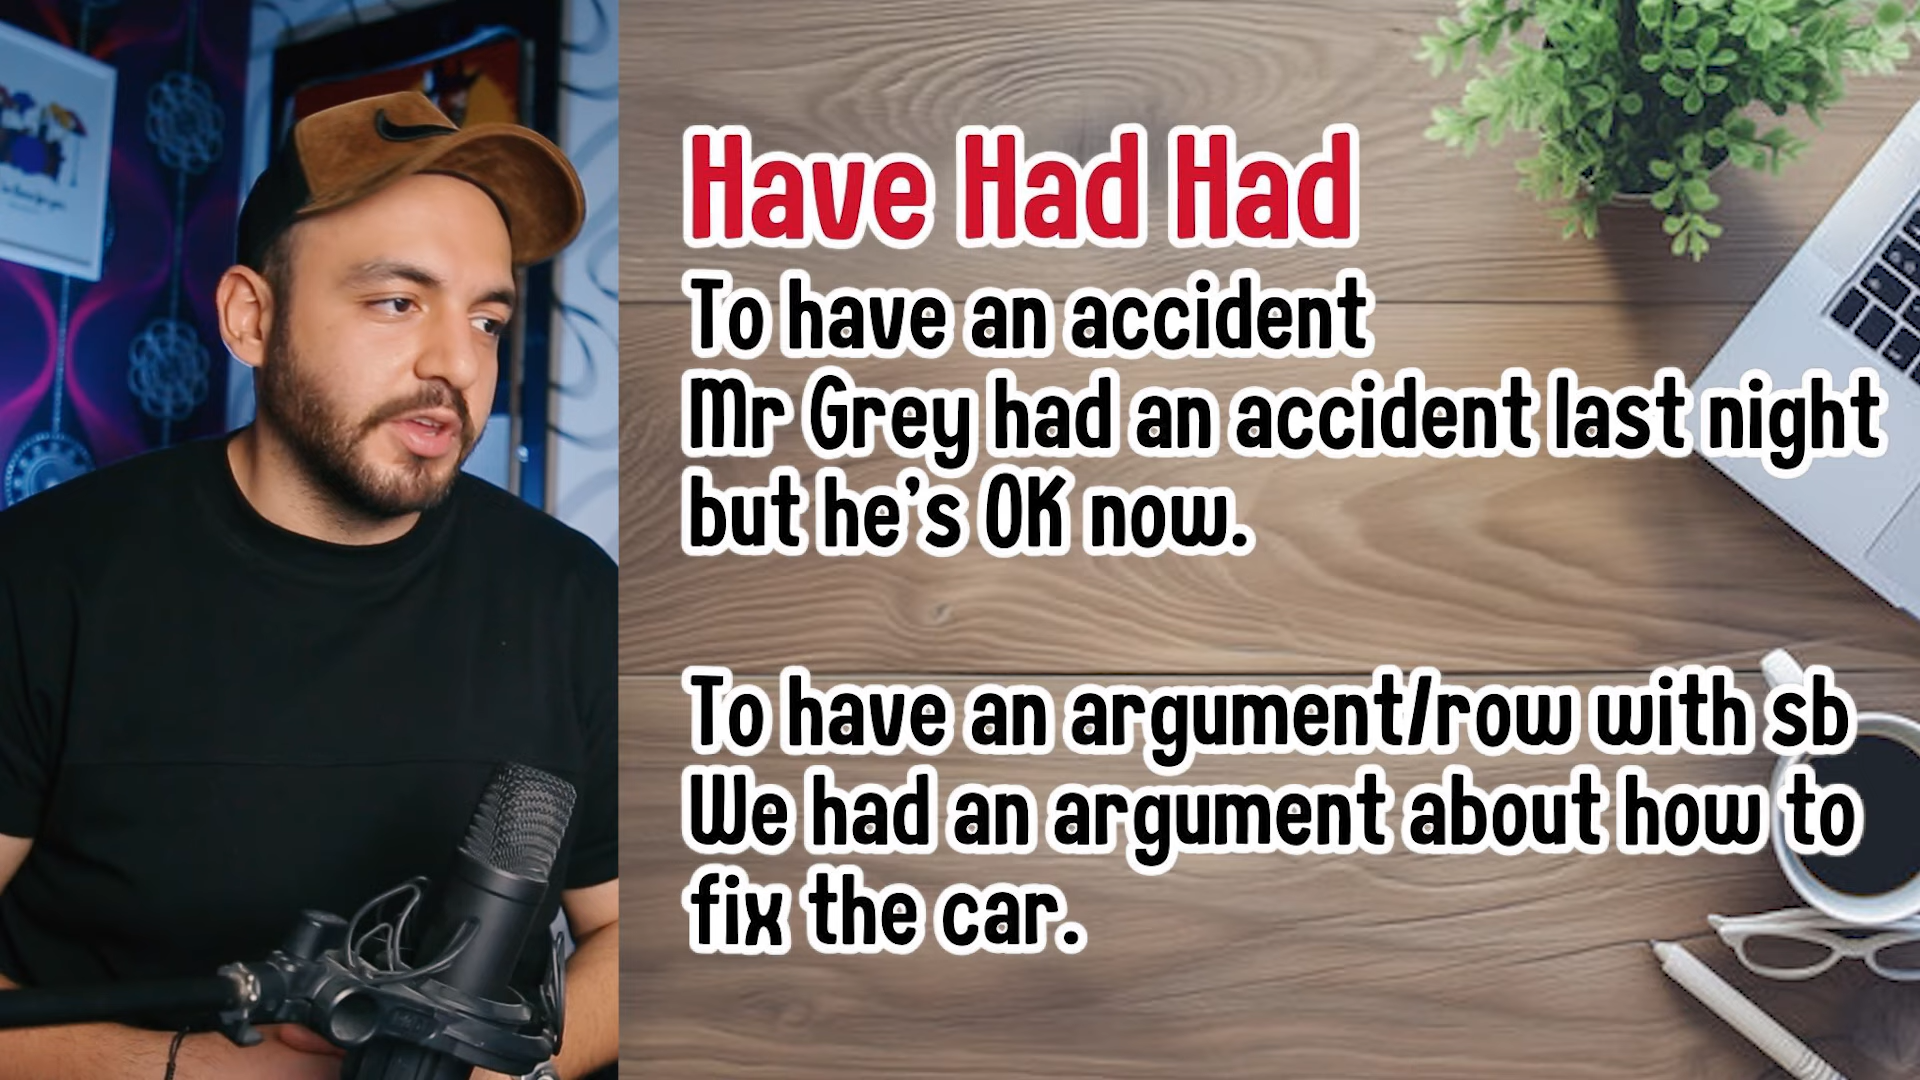 Have Had Had
To have an accident
Mr Grey had an accident last night
but he's OK now.
To have an argument/row with sb
We had an argument about how to
fix the car.